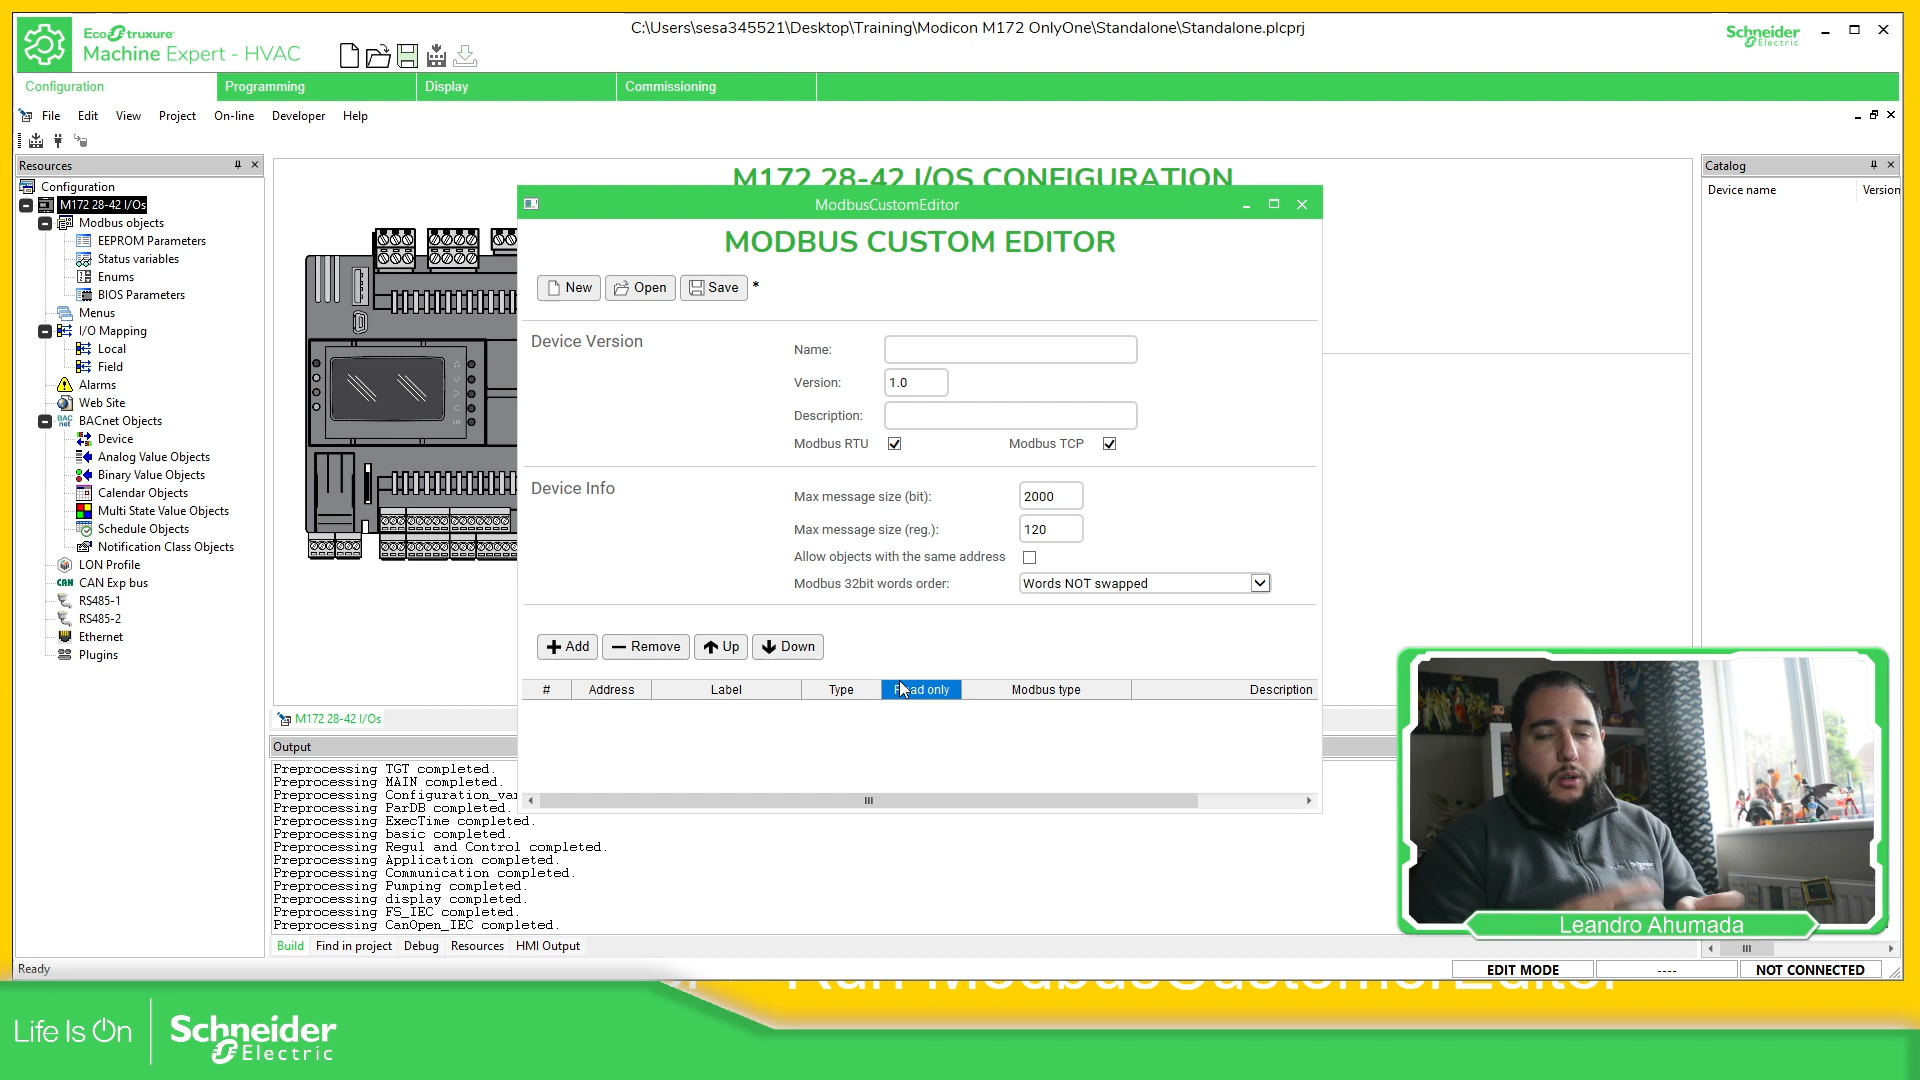 C:\Users\sesa345521\Desktop\Training\Modicon M172 OnlyOne\Standalone\Standalone.plcprj
EcoStruxure
Machine Expert - HVAC
Schneider
Electric
Configuration
Programming
Display
Commissioning
File Edit View Project On-line Developer Help
Resources
Configuration
M172 28-42 I/Os
Modbus objects
EEPROM Parameters
Status variables
Enums
BIOS Parameters
Menus
I/O Mapping
Local
Field
Alarms
Web Site
BACnet Objects
Device
Analog Value Objects
Binary Value Objects
Calendar Objects
Multi State Value Objects
Schedule Objects
Notification Class Objects
LON Profile
CAN Exp bus
RS485-1
RS485-2
Ethernet
Plugins
M172 28-42 I/OS CONFIGURATION
ModbusCustomEditor
MODBUS CUSTOM EDITOR
New Open Save *
Device Version
Name:
Version: 1.0
Description:
Modbus RTU
Modbus TCP
Device Info
Max message size (bit): 2000
Max message size (reg.): 120
Allow objects with the same address
Modbus 32bit words order: Words NOT swapped
Add Remove Up Down
# Address Label Type Read only Modbus type Description
M172 28-42 I/Os
Output
Preprocessing TGT completed.
Preprocessing MAIN completed.
Preprocessing Configuration_va
Preprocessing ParDB completed.
Preprocessing ExecTime completed.
Preprocessing basic completed.
Preprocessing Regul and Control completed.
Preprocessing Application completed.
Preprocessing Communication completed.
Preprocessing Pumping completed.
Preprocessing display completed.
Preprocessing FS_IEC completed.
Preprocessing CanOpen_IEC completed.
Build Find in project Debug Resources HMI Output
Catalog
Device name Version
Leandro Ahumada
Ready
EDIT MODE ---- NOT CONNECTED
Run ModbusCustomerEditor
Life Is On
Schneider
Electric